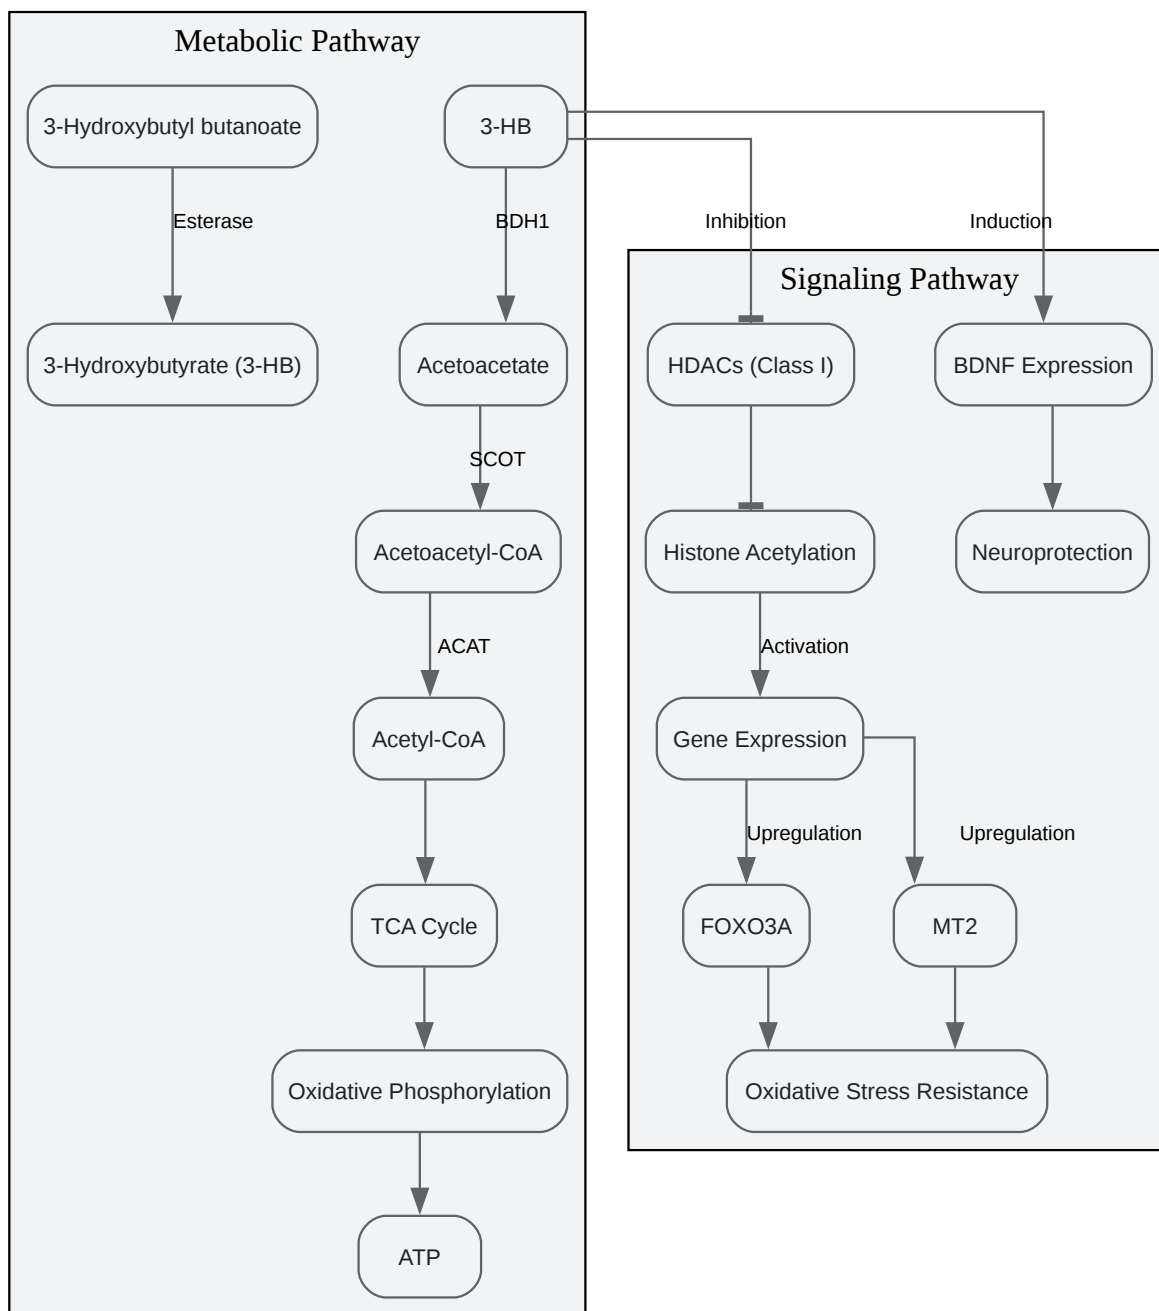 Metabolic Pathway
3-Hydroxybutyl butanoate
3-HB
Esterase
BDH1
Inhibition
Induction
Signaling Pathway
3-Hydroxybutyrate (3-HB)
Acetoacetate
HDACs (Class I)
BDNF Expression
SCOT
Acetoacetyl-CoA
Histone Acetylation
Neuroprotection
ACAT
Activation
Acetyl-CoA
Gene Expression
Upregulation
Upregulation
TCA Cycle
FOXO3A
MT2
Oxidative Phosphorylation
Oxidative Stress Resistance
ATP